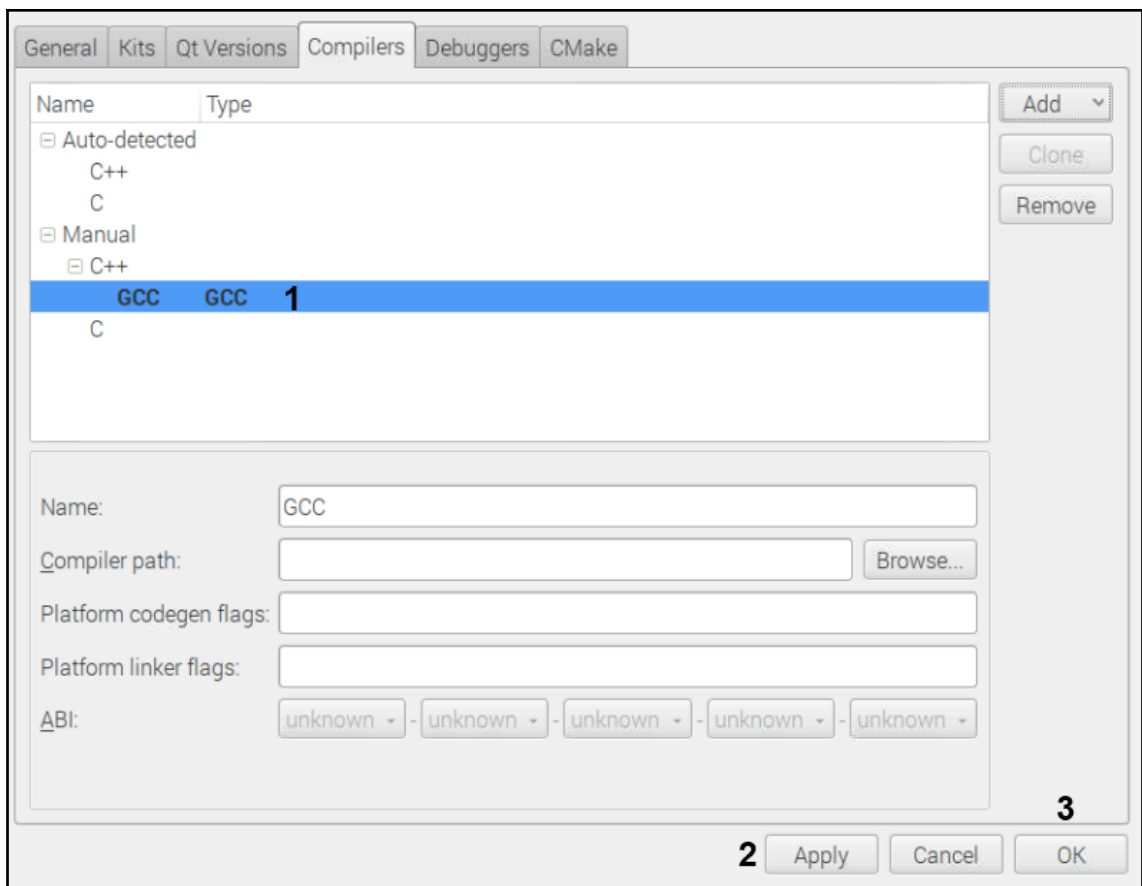 General Kits Qt Versions Compilers Debuggers CMake
Name Type
Add
Auto-detected
C++
Clone
C
Remove
Manual
C++
GCC GCC 1
C
Name: GCC
Compiler path: Browse...
Platform codegen flags:
Platform linker flags:
ABI: unknown - unknown - unknown - unknown - unknown
3
2 Apply Cancel OK